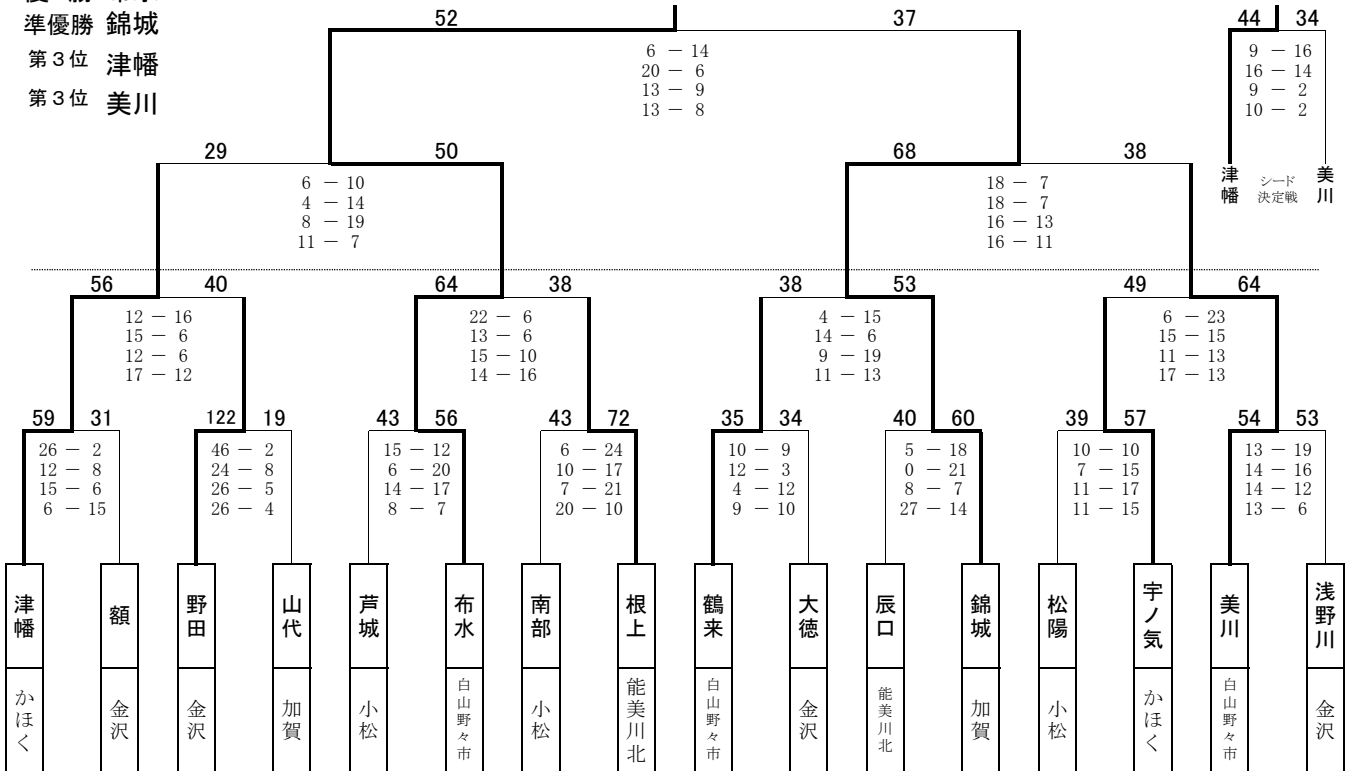 準優勝 錦城
第３位 津幡
第３位 美川
52 37
6 － 14
20 － 6
13 － 9
13 － 8
44 34
9 － 16
16 － 14
9 － 2
10 － 2
津幡 シード決定戦 美川
29 50
6 － 10
4 － 14
8 － 19
11 － 7
68 38
18 － 7
18 － 7
16 － 13
16 － 11
56 40
12 － 16
15 － 6
12 － 6
17 － 12
64 38
22 － 6
13 － 6
15 － 10
14 － 16
38 53
4 － 15
14 － 6
9 － 19
11 － 13
49 64
6 － 23
15 － 15
11 － 13
17 － 13
59 31
26 － 2
12 － 8
15 － 6
6 － 15
122 19
46 － 2
24 － 8
26 － 5
26 － 4
43 56
15 － 12
6 － 20
14 － 17
8 － 7
43 72
6 － 24
10 － 17
7 － 21
20 － 10
35 34
10 － 9
12 － 3
4 － 12
9 － 10
40 60
5 － 18
0 － 21
8 － 7
27 － 14
39 57
10 － 10
7 － 15
11 － 17
11 － 15
54 53
13 － 19
14 － 16
14 － 12
13 － 6
津幡 額 野田 山代 芦城 布水 南部 根上 鶴来 大徳 辰口 錦城 松陽 宇ノ気 美川 浅野川
かほく 金沢 金沢 加賀 小松 白山野々市 小松 能美川北 白山野々市 金沢 能美川北 加賀 小松 かほく 白山野々市 金沢